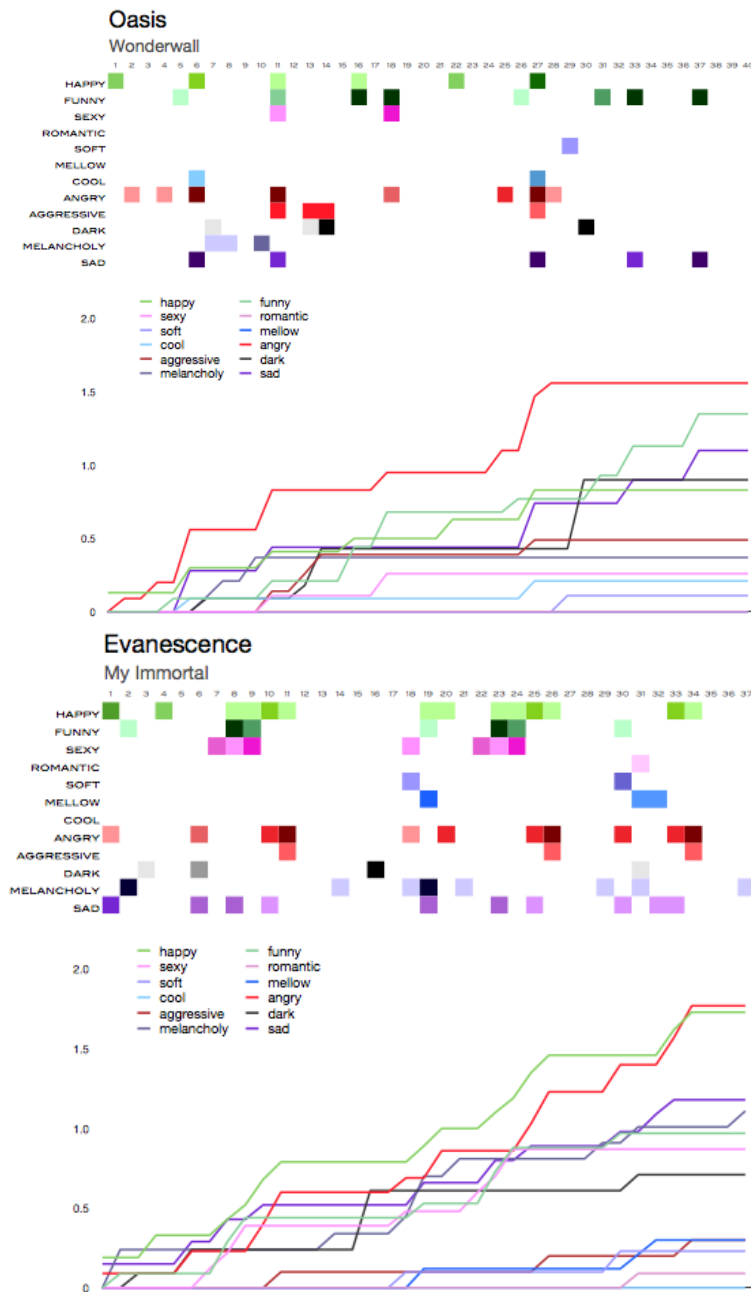 Oasis
Wonderwall
1 2 3 4 5 6 7 8 9 10 11 12 13 14 15 16 17 18 19 20 21 22 23 24 25 26 27 28 29 30 31 32 33 34 35 36 37 38 39 40
HAPPY
FUNNY
SEXY
ROMANTIC
SOFT
MELLOW
COOL
ANGRY
AGGRESSIVE
DARK
MELANCHOLY
SAD
happy funny
2.0 sexy romantic
soft mellow
cool angry
aggressive dark
melancholy sad
1.5
1.0
0.5
0
Evanescence
My Immortal
1 2 3 4 5 6 7 8 9 10 11 12 13 14 15 16 17 18 19 20 21 22 23 24 25 26 27 28 29 30 31 32 33 34 35 36 37
HAPPY
FUNNY
SEXY
ROMANTIC
SOFT
MELLOW
COOL
ANGRY
AGGRESSIVE
DARK
MELANCHOLY
SAD
happy funny
2.0 sexy romantic
soft mellow
cool angry
aggressive dark
melancholy sad
1.5
1.0
0.5
0